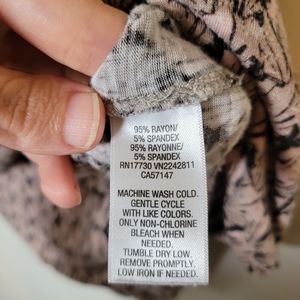 95% RAYON/
5% SPANDEX
95% RAYONNE/
5% SPANDEX
RN17730 VN2242811
CA57147
MACHINE WASH COLD.
GENTLE CYCLE
WITH LIKE COLORS.
ONLY NON-CHLORINE
BLEACH WHEN
NEEDED.
TUMBLE DRY LOW.
REMOVE PROMPTLY.
LOW IRON IF NEEDED.